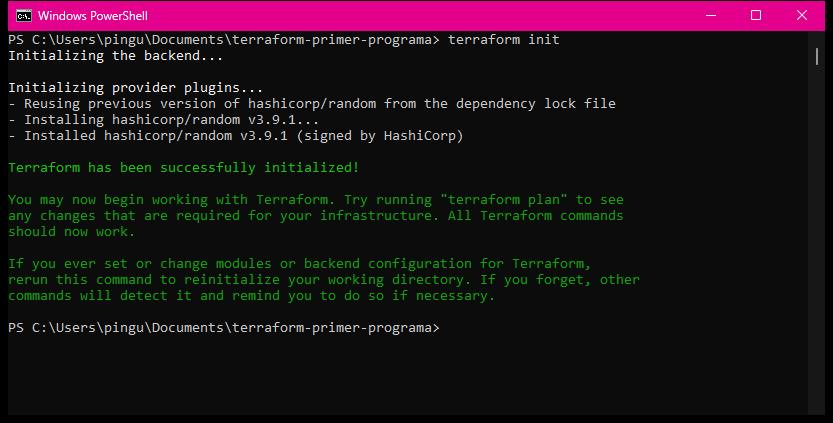 Windows PowerShell
PS C:\Users\pingu\Documents\terraform-primer-programa> terraform init
Initializing the backend...
Initializing provider plugins...
- Reusing previous version of hashicorp/random from the dependency lock file
- Installing hashicorp/random v3.9.1...
- Installed hashicorp/random v3.9.1 (signed by HashiCorp)
Terraform has been successfully initialized!
You may now begin working with Terraform. Try running "terraform plan" to see
any changes that are required for your infrastructure. All Terraform commands
should now work.
If you ever set or change modules or backend configuration for Terraform,
rerun this command to reinitialize your working directory. If you forget, other
commands will detect it and remind you to do so if necessary.
PS C:\Users\pingu\Documents\terraform-primer-programa>